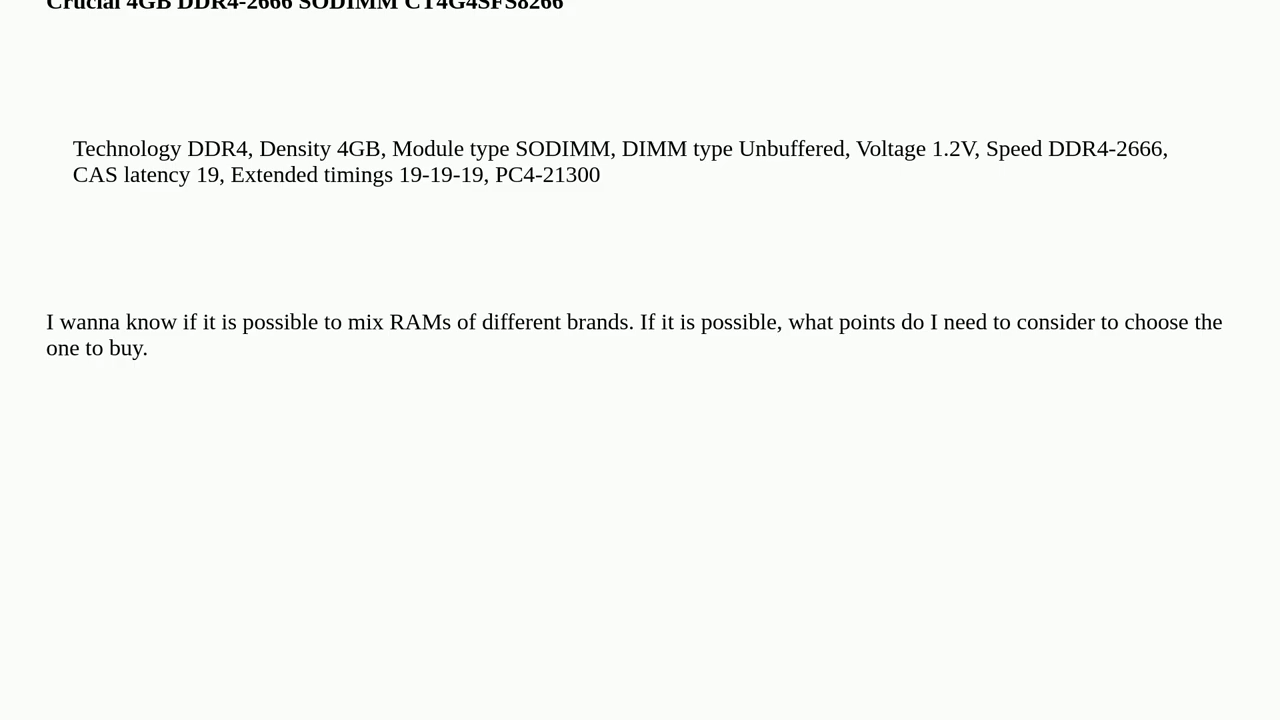 Crucial 4GB DDR4-2666 SODIMM CT4G4SFS8266
Technology DDR4, Density 4GB, Module type SODIMM, DIMM type Unbuffered, Voltage 1.2V, Speed DDR4-2666,
CAS latency 19, Extended timings 19-19-19, PC4-21300
I wanna know if it is possible to mix RAMs of different brands. If it is possible, what points do I need to consider to choose the
one to buy.